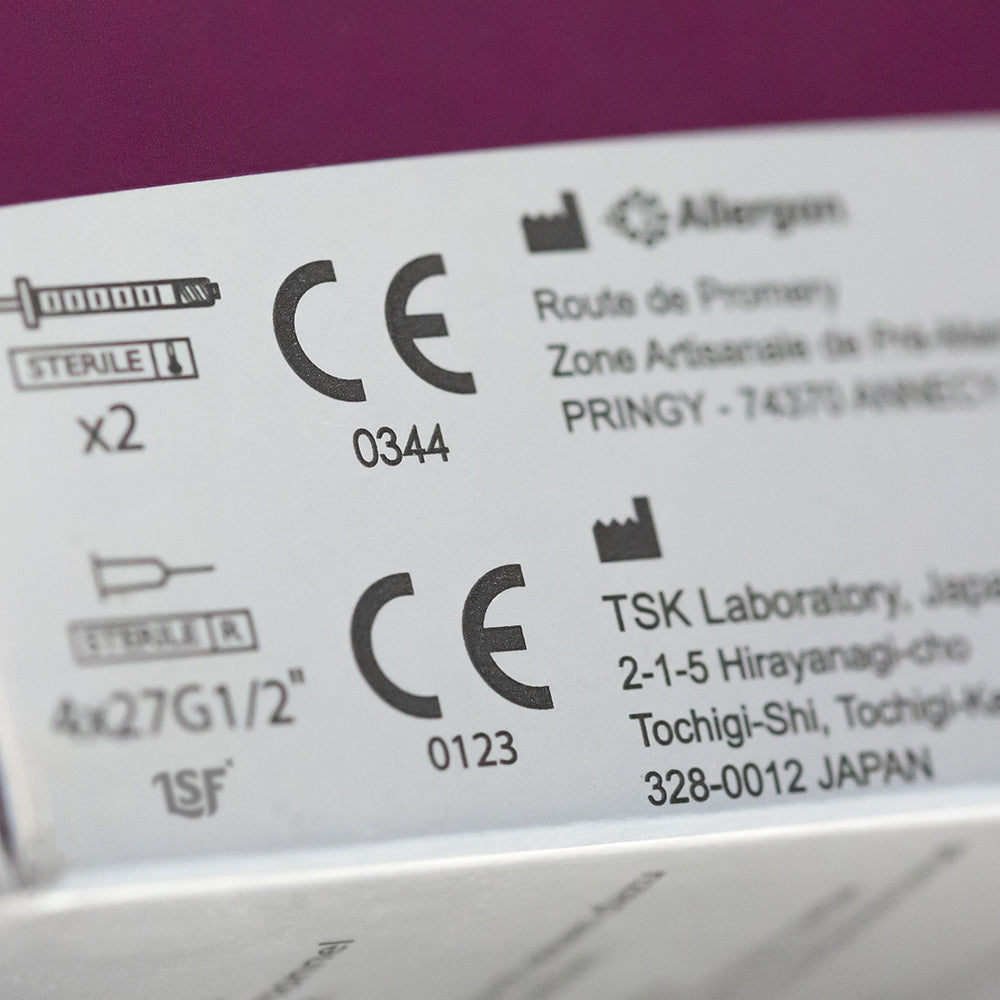 Allergan
Route de Promery
Zone Artisanale de Pré-Mairy
PRINGY - 74370 ANNECY
STERILE
x2
CE
0344
TSK Laboratory, Japan
2-1-5 Hirayanagi-cho
Tochigi-Shi, Tochigi-Ken
328-0012 JAPAN
STERILE R
4x27G1/2"
TSK
CE
0123